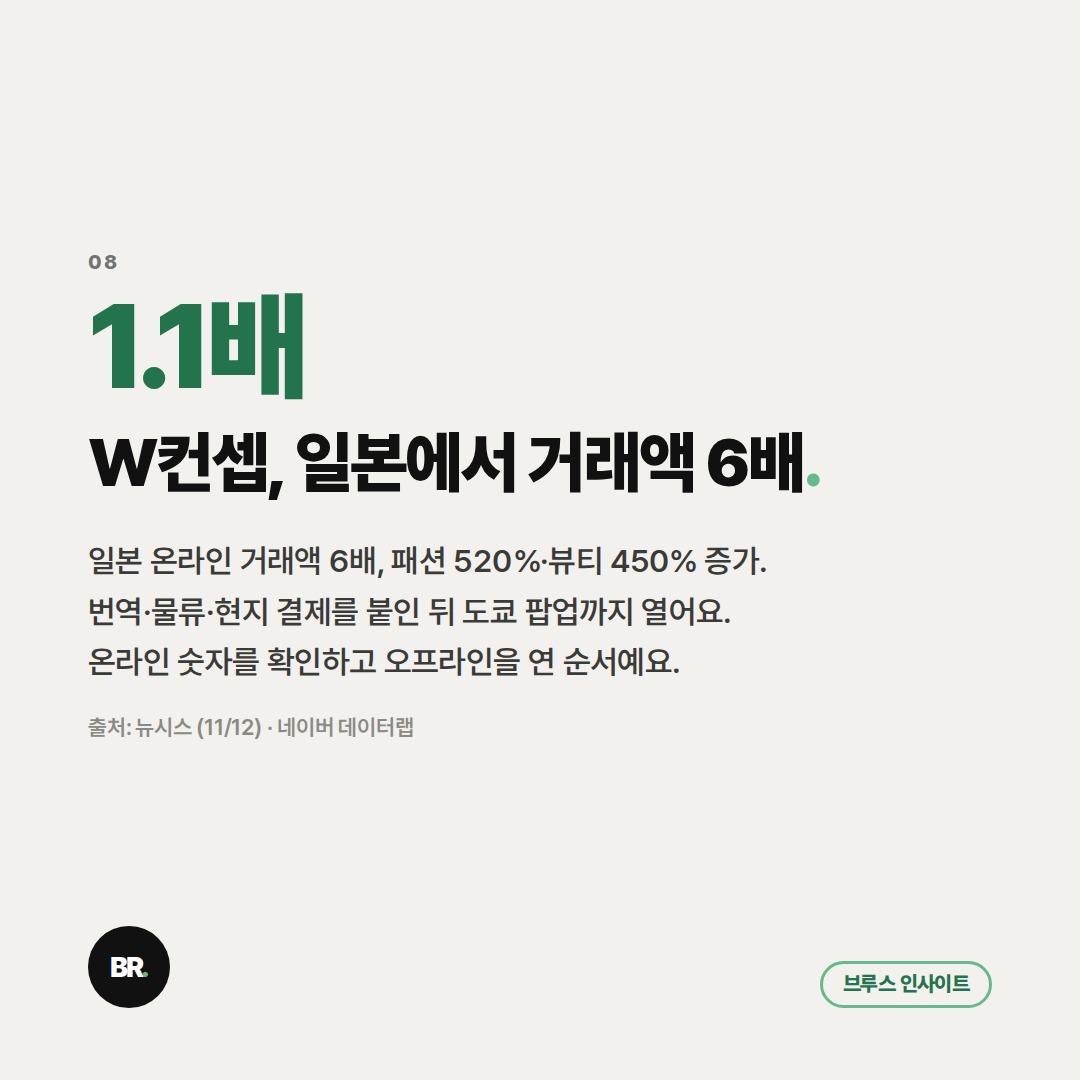 08
1.1배
W컨셉, 일본에서 거래액 6배.
일본 온라인 거래액 6배, 패션 520%·뷰티 450% 증가.
번역·물류·현지 결제를 붙인 뒤 도쿄 팝업까지 열어요.
온라인 숫자를 확인하고 오프라인을 연 순서예요.
출처: 뉴시스 (11/12) · 네이버 데이터랩
BR.
브루스 인사이트